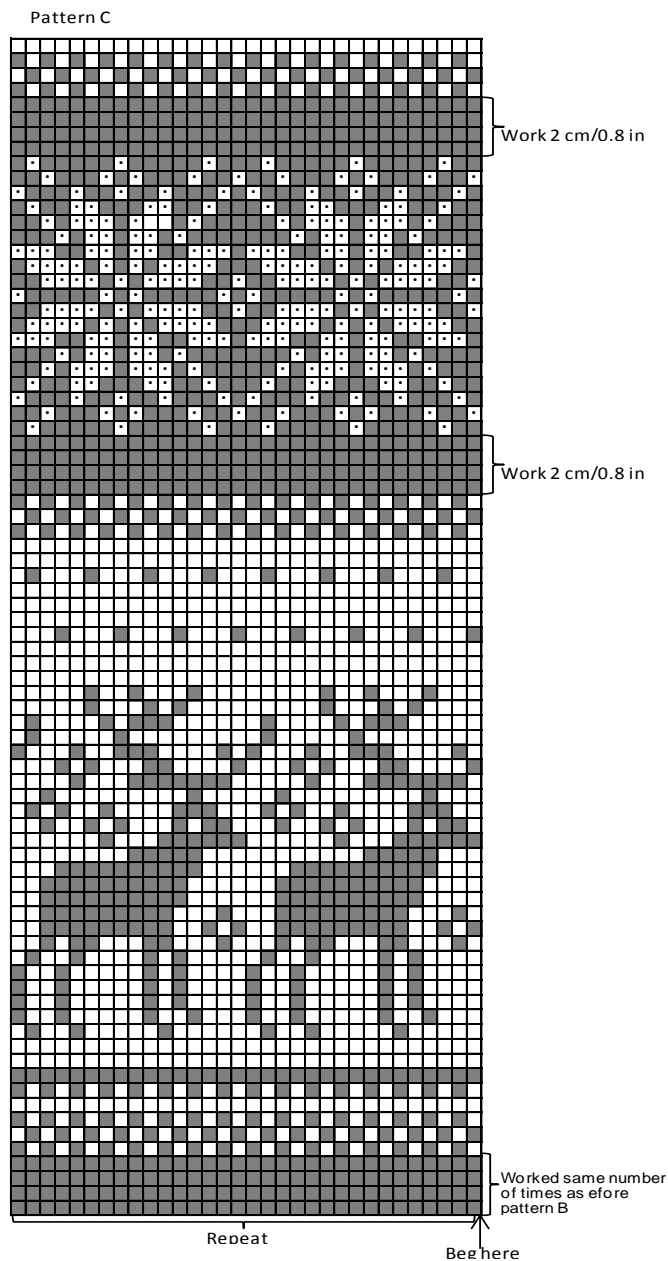 Pattern C
Work 2 cm/0.8 in
Work 2 cm/0.8 in
Worked same number
of times as efore
pattern B
Repeat
Beg here